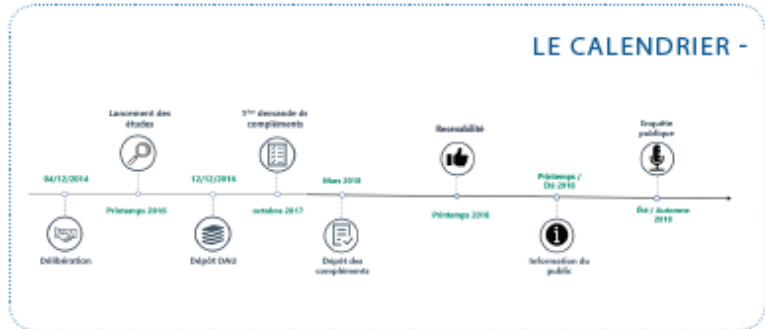 LE CALENDRIER -
Lancement des
études
1ère demande de
compléments
Recevabilité
Enquête
publique
04/12/2014
12/12/2016
Mars 2018
Printemps /
Été 2018
Printemps 2016
octobre 2017
Printemps 2018
Été / Automne
2018
Délibération
Dépôt DAU
Dépôt des
compléments
Information du
public